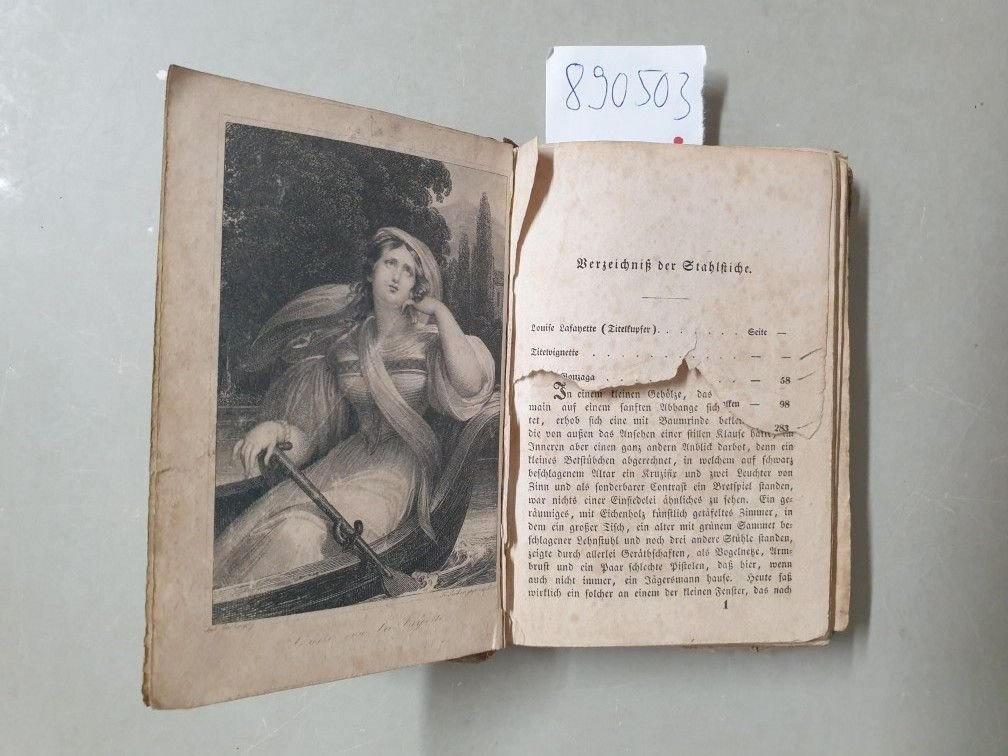 890503
Verzeichniß der Stahlstiche.
Louise Lafayette (Titelkupfer). . . . . . . Seite —
Titelvignette . . . . . . . . . . . — —
Gonzaga . . . . . . . . . . — 58
lken — 98
283
In einem kleinen Gehölze, das
main auf einem sanften Abhange sich
tet, erhob sich eine mit Baumrinde beklei
die von außen das Ansehen einer stillen Klause hatte, im
Inneren aber einen ganz andern Anblick darbot, denn ein
kleines Betstübchen abgerechnet, in welchem auf schwarz
beschlagenem Altar ein Kruzifix und zwei Leuchter von
Zinn und als sonderbarer Contrast ein Bretspiel standen,
war nichts einer Einsiedelei ähnliches zu sehen. Ein ge-
räumiges, mit Eichenholz künstlich getäfeltes Zimmer, in
dem ein großer Tisch, ein alter mit grünem Sammet be-
schlagener Lehnstuhl und noch drei andere Stühle standen,
zeigte durch allerlei Geräthschaften, als Vogelnetze, Arm-
brust und ein Paar schlechte Pistolen, daß hier, wenn
auch nicht immer, ein Jägersmann hause. Heute saß
wirklich ein solcher an einem der kleinen Fenster, das nach
1